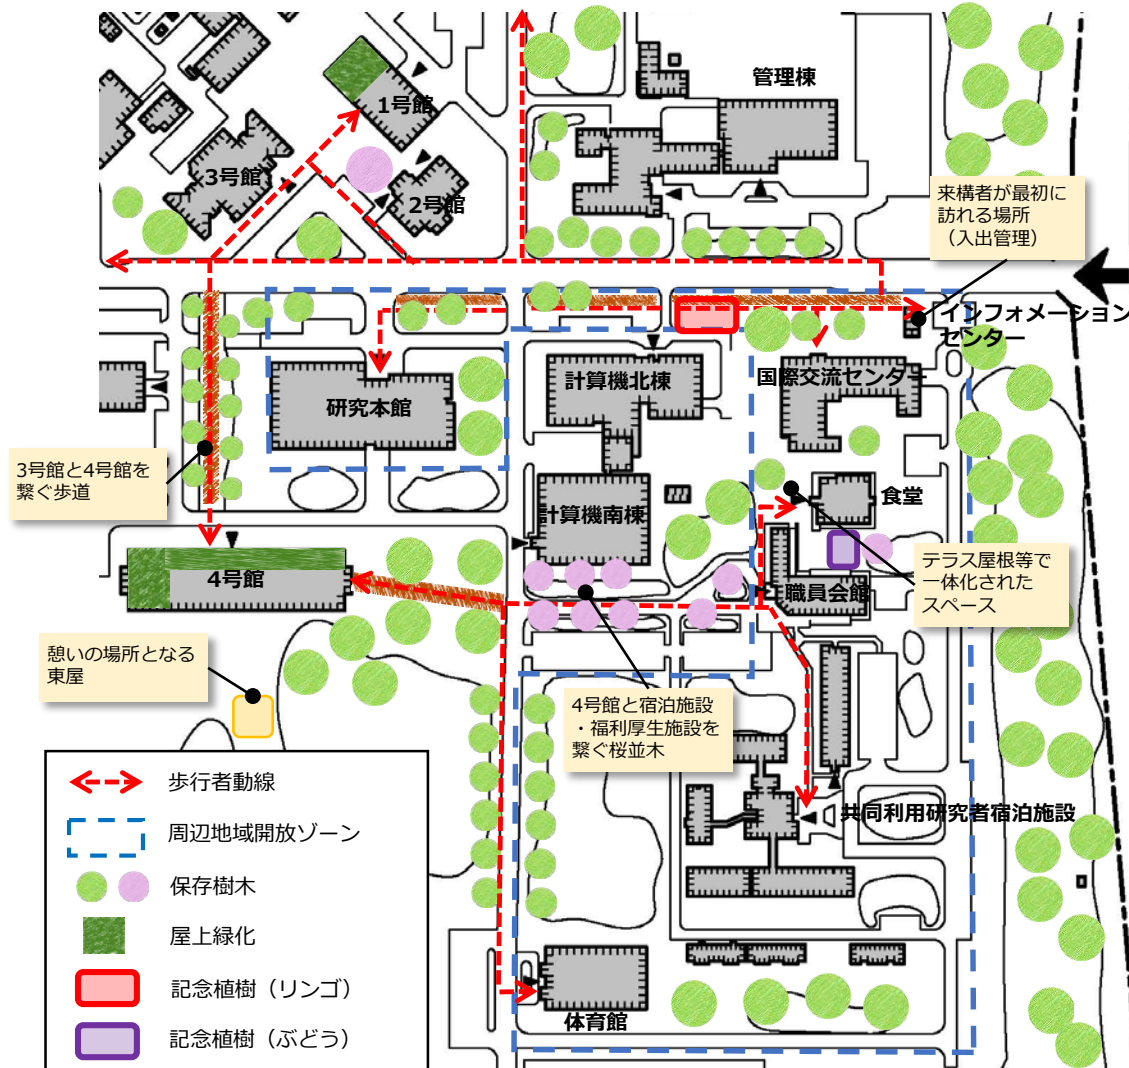 管理棟
1号館
3号館
2号館
来構者が最初に
訪れる場所
(入出管理)
インフォメーション
センター
国際交流センター
計算機北棟
研究本館
3号館と4号館を
繋ぐ歩道
食堂
計算機南棟
テラス屋根等で
一体化された
スペース
4号館
職員会館
憩いの場所となる
東屋
4号館と宿泊施設
・福利厚生施設を
繋ぐ桜並木
共同利用研究者宿泊施設
体育館
歩行者動線
周辺地域開放ゾーン
保存樹木
屋上緑化
記念植樹(リンゴ)
記念植樹(ぶどう)